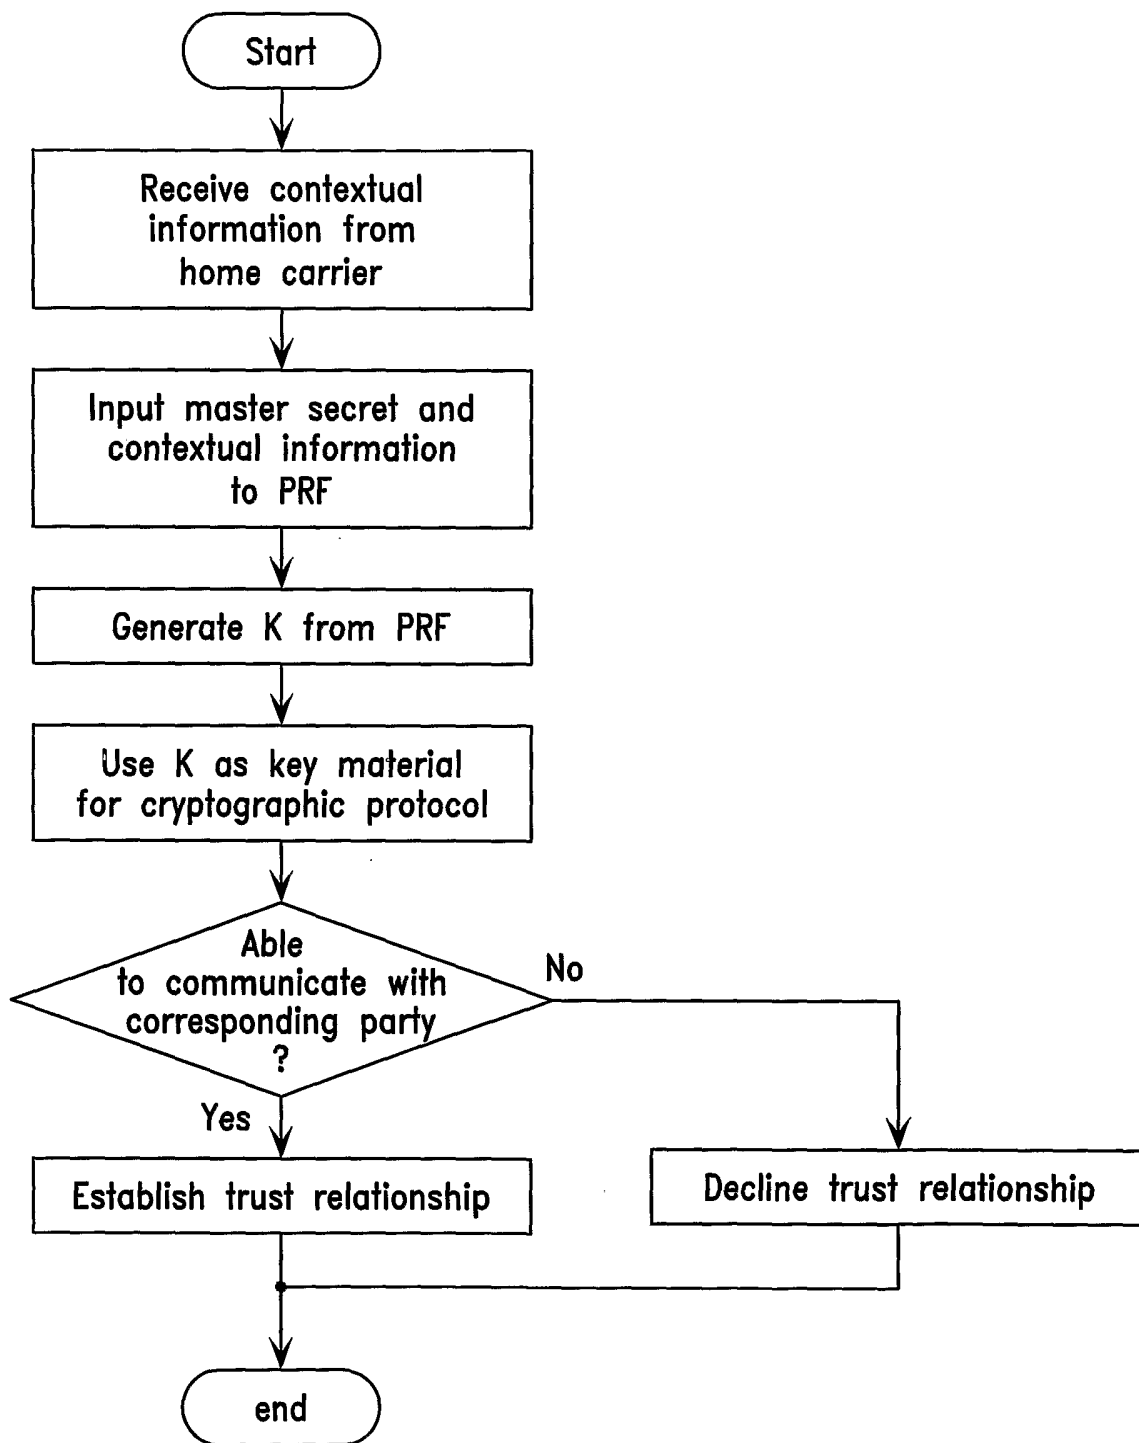 Start
Receive contextual
information from
home carrier
Input master secret and
contextual information
to PRF
Generate K from PRF
Use K as key material
for cryptographic protocol
Able
to communicate with
corresponding party
?
No
Yes
Establish trust relationship
Decline trust relationship
end